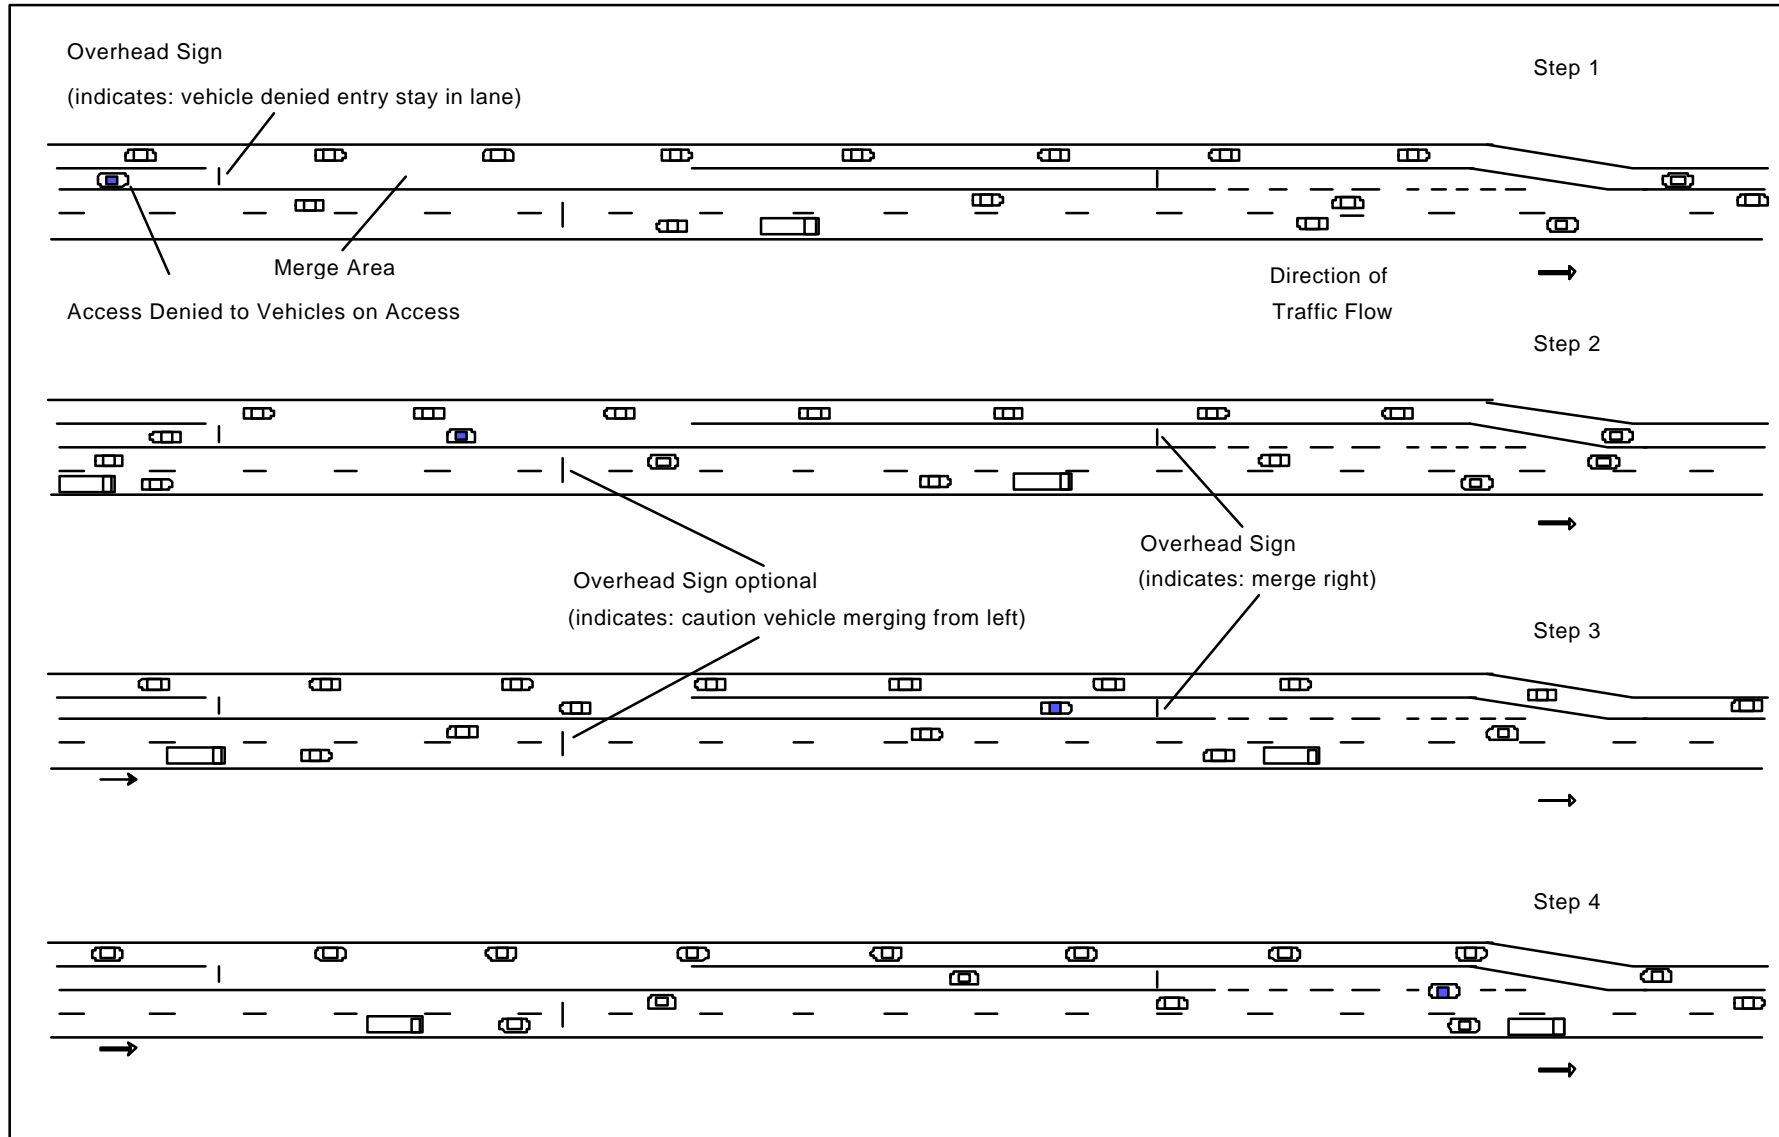 Overhead Sign
(indicates: vehicle denied entry stay in lane)
Step 1
Merge Area
Access Denied to Vehicles on Access
Direction of
Traffic Flow
Step 2
Overhead Sign optional
(indicates: caution vehicle merging from left)
Overhead Sign
(indicates: merge right)
Step 3
Step 4